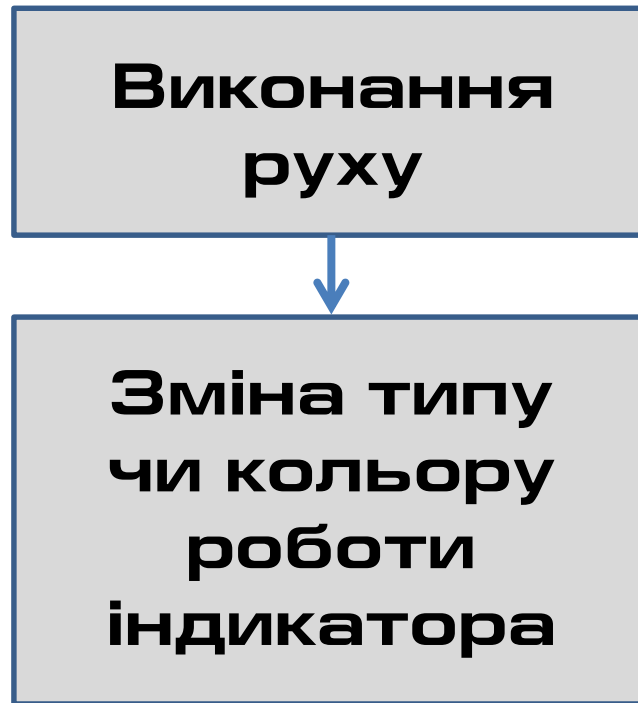 Виконання
руху
Зміна типу
чи кольору
роботи
індикатора